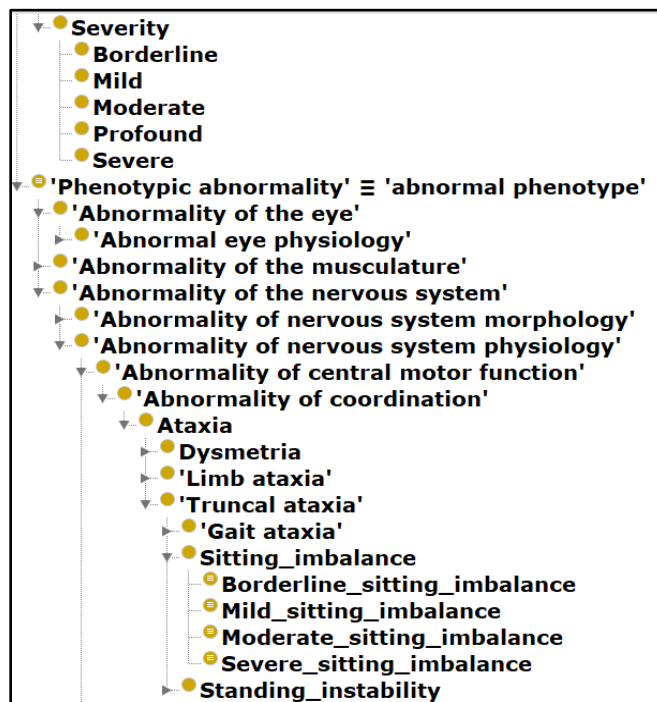 Severity
Borderline
Mild
Moderate
Profound
Severe
'Phenotypic abnormality' ≡ 'abnormal phenotype'
'Abnormality of the eye'
'Abnormal eye physiology'
'Abnormality of the musculature'
'Abnormality of the nervous system'
'Abnormality of nervous system morphology'
'Abnormality of nervous system physiology'
'Abnormality of central motor function'
'Abnormality of coordination'
Ataxia
Dysmetria
'Limb ataxia'
'Truncal ataxia'
'Gait ataxia'
Sitting_imbalance
Borderline_sitting_imbalance
Mild_sitting_imbalance
Moderate_sitting_imbalance
Severe_sitting_imbalance
Standing_instability